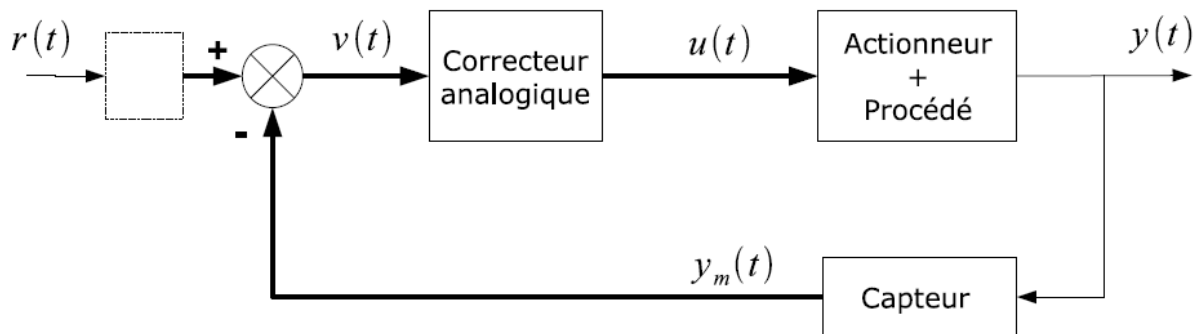 r(t)
+
-
v(t)
Correcteur
analogique
u(t)
Actionneur
+
Procédé
y(t)
y_m(t)
Capteur